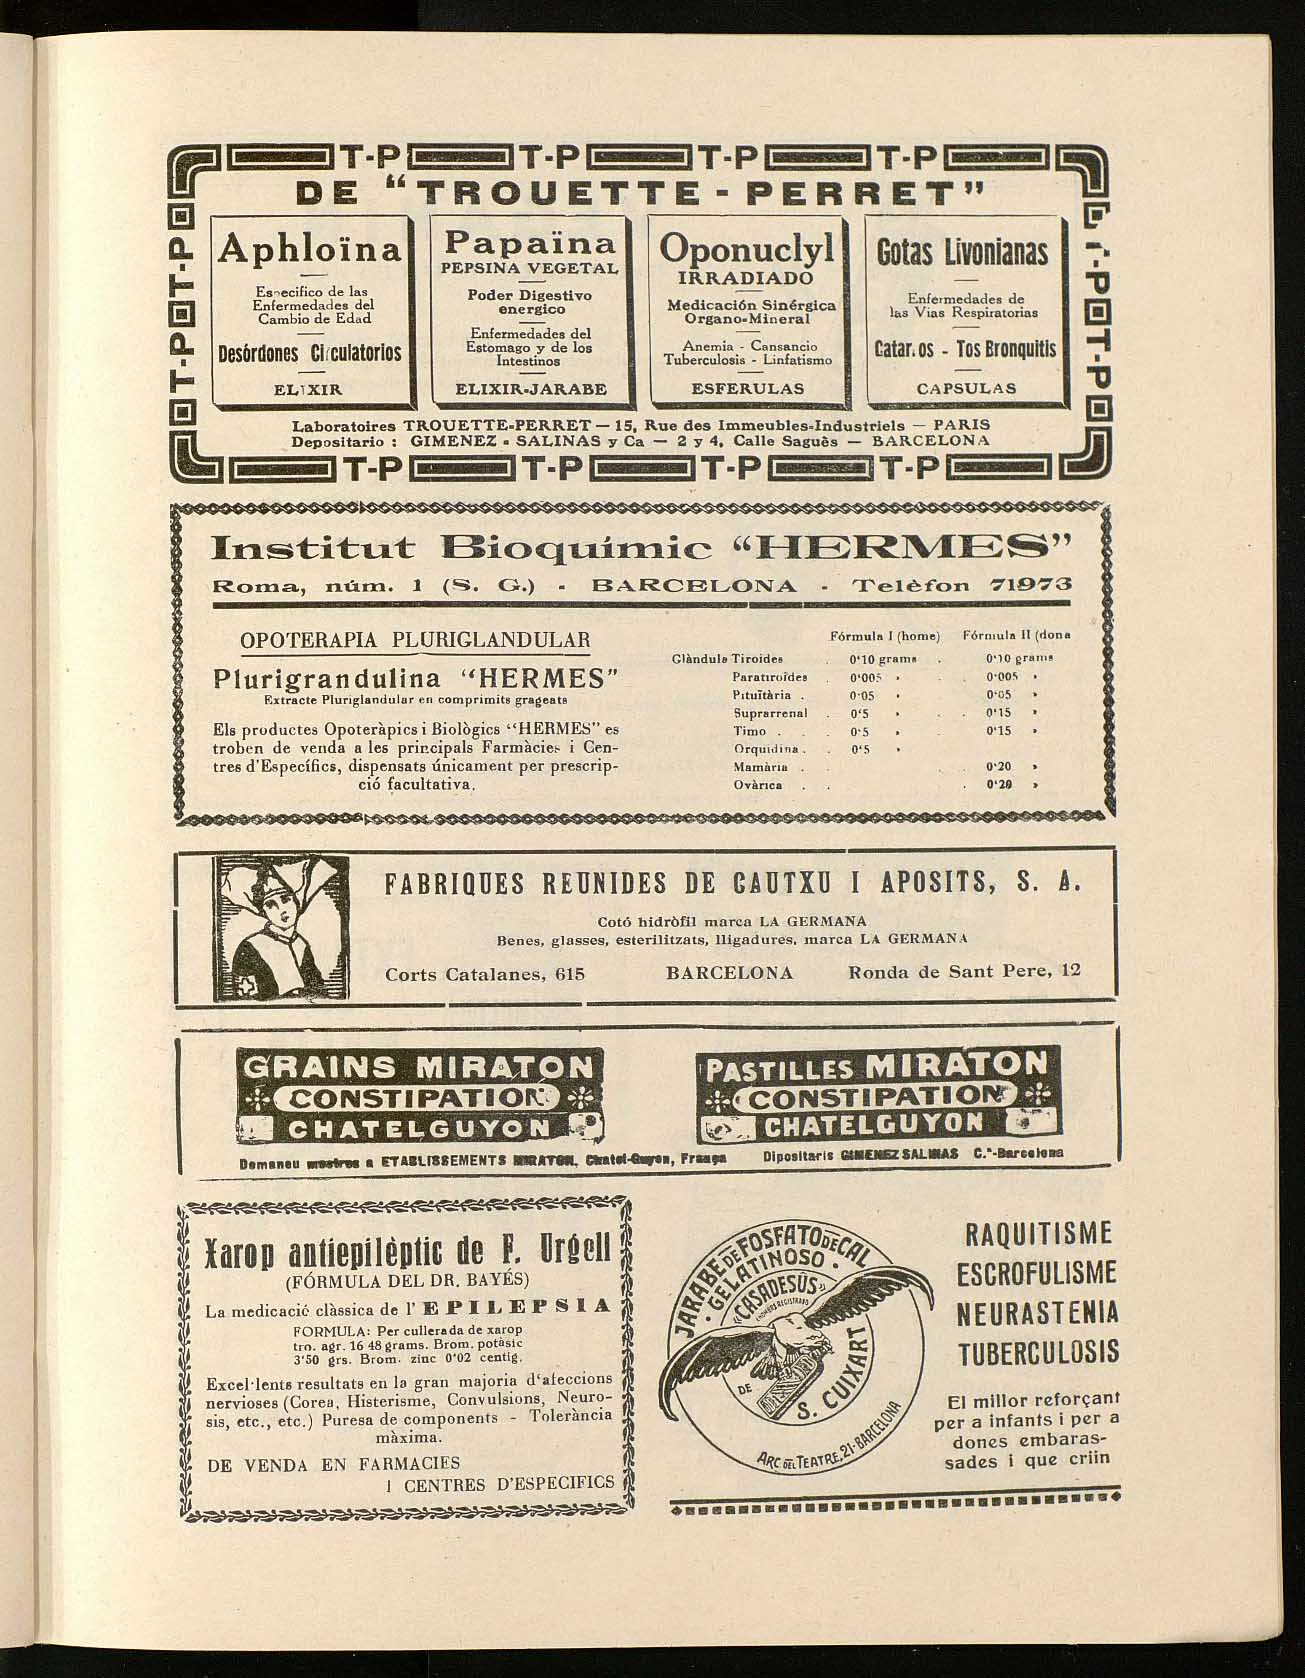 T-P T-P T-P T-P
DE “TROUETTE-PERRET”
Aphloïna
Específico de las
Enfermedades del
Cambio de Edad
Desórdones Circulatorios
ELIXIR
Papaïna
PEPSINA VEGETAL
Poder Digestivo
energico
Enfermedades del
Estomago y de los
Intestinos
ELIXIR-JARABE
Oponuclyl
IRRADIADO
Medicación Sinérgica
Organo-Mineral
Anemia - Cansancio
Tuberculosis - Linfatismo
ESFERULAS
Gotas Livonianas
Enfermedades de
las Vias Respiratorias
Catarros - Tos Bronquitis
CAPSULAS
T-P T-P
T-P T-P
Laboratoires TROUETTE-PERRET — 15, Rue des Immeubles-Industriels — PARIS
Depositario : GIMENEZ - SALINAS y Ca — 2 y 4, Calle Saguès — BARCELONA
T-P T-P T-P T-P
Institut Bioquímic “HERMES”
Roma, núm. 1 (S. G.) - BARCELONA - Telèfon 71973
OPOTERAPIA PLURIGLANDULAR
Plurigrandulina “HERMES”
Extracte Pluriglandular en comprimits grageats
Els productes Opoteràpics i Biològics “HERMES” es
troben de venda a les principals Farmàcies i Cen-
tres d'Específics, dispensats únicament per prescrip-
ció facultativa.
Fórmula I (home) Fórmula II (dona
Glàndula Tiroides . 0‘10 grams . 0‘10 grams
Paratiroïdes . 0‘005 » . . 0‘005 »
Pituïtària . 0‘05 » . 0‘05 »
Suprarrenal . 0‘5 » . . 0‘15 »
Timo . . . 0‘5 » . 0‘15 »
Orquidina . . 0‘5 »
Mamària . . . . 0‘20 »
Ovàrica . . . 0‘20 »
FABRIQUES REUNIDES DE CAUTXU I APOSITS, S. A.
Cotó hidròfil marca LA GERMANA
Benes, glasses, esterilitzats, lligadures, marca LA GERMANA
Corts Catalanes, 615 BARCELONA Ronda de Sant Pere, 12
GRAINS MIRATON
CONSTIPATION
CHATELGUYON
PASTILLES MIRATON
CONSTIPATION
CHATELGUYON
Demaneu mostres a ETABLISSEMENTS MIRATON, Chatel-Guyon, França Dipositaris GIMENEZ SALINAS C.ª-Barcelona
Xarop antiepilèptic de F. Urgell
(FÓRMULA DEL DR. BAYÉS)
La medicació clàssica de l' EPILEPSIA
FORMULA: Per cullerada de xarop
tro. agr. 16 48 grams. Brom. potàsic
3‘50 grs. Brom. zinc 0‘02 centig.
Excel·lents resultats en la gran majoria d‘afeccions
nervioses (Corea, Histerisme, Convulsions, Neuro-
sis, etc., etc.) Puresa de components - Tolerància
màxima.
DE VENDA EN FARMACIES
I CENTRES D'ESPECIFICS
JARABE DE FOSFATO DE CAL
· GELATINOSO ·
“CASADESÚS”
NOMBRE REGISTRADO
DE
S. CUIXART
ARC DEL TEATRE, 21-BARCELONA
RAQUITISME
ESCROFULISME
NEURASTENIA
TUBERCULOSIS
El millor reforçant
per a infants i per a
dones embaras-
sades i que criin